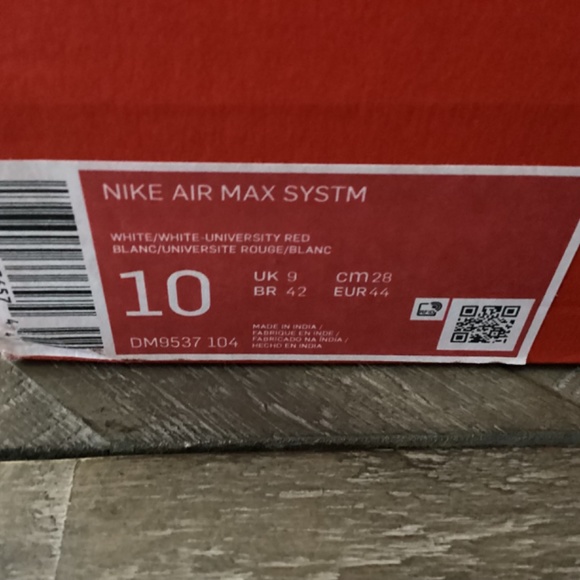 NIKE AIR MAX SYSTM
WHITE/WHITE-UNIVERSITY RED
BLANC/UNIVERSITE ROUGE/BLANC
10
UK 9 cm 28
BR 42 EUR 44
DM9537 104
MADE IN INDIA /
FABRIQUE EN INDE /
FABRICADO NA ÍNDIA /
HECHO EN INDIA